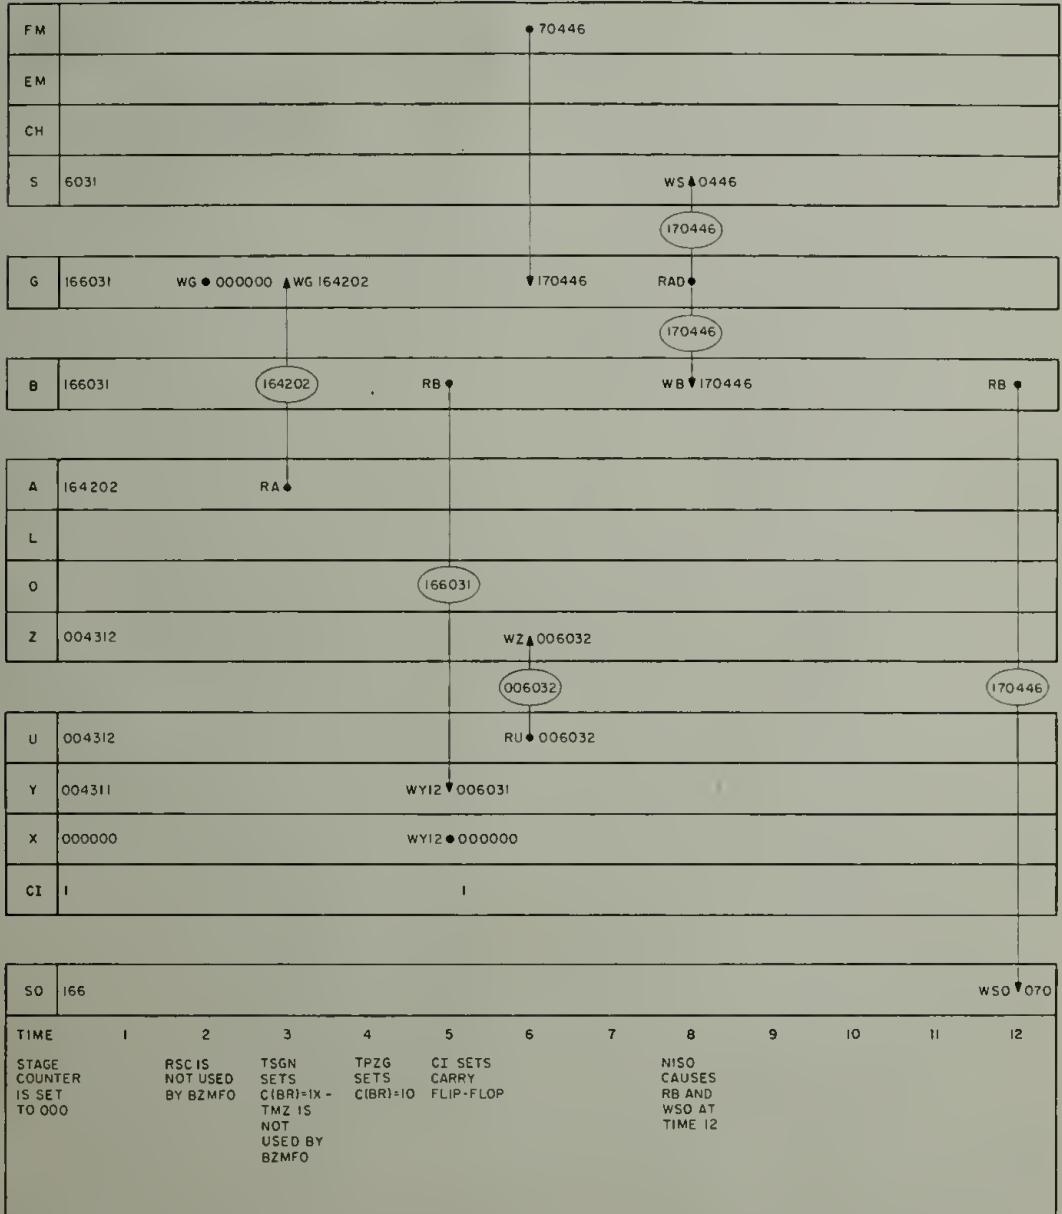 FM 70446
EM
CH
S 6031 WS 0446
170446
G 166031 WG 000000 WG 164202 170446 RAD
170446
B 166031 164202 RB WB 170446 RB
A 164202 RA
L
O 166031
Z 004312 WZ 006032
006032 170446
U 004312 RU 006032
Y 004311 WY12 006031
X 000000 WY12 000000
CI 1 1
SO 166 WSO 070
TIME 1 2 3 4 5 6 7 8 9 10 11 12
STAGE
COUNTER
IS SET
TO 000
RSC IS
NOT USED
BY BZMFO
TSGN
SETS
C(BR)=1X -
TMZ IS
NOT
USED BY
BZMFO
TPZG
SETS
C(BR)=10
CI SETS
CARRY
FLIP-FLOP
NISO
CAUSES
RB AND
WSO AT
TIME 12